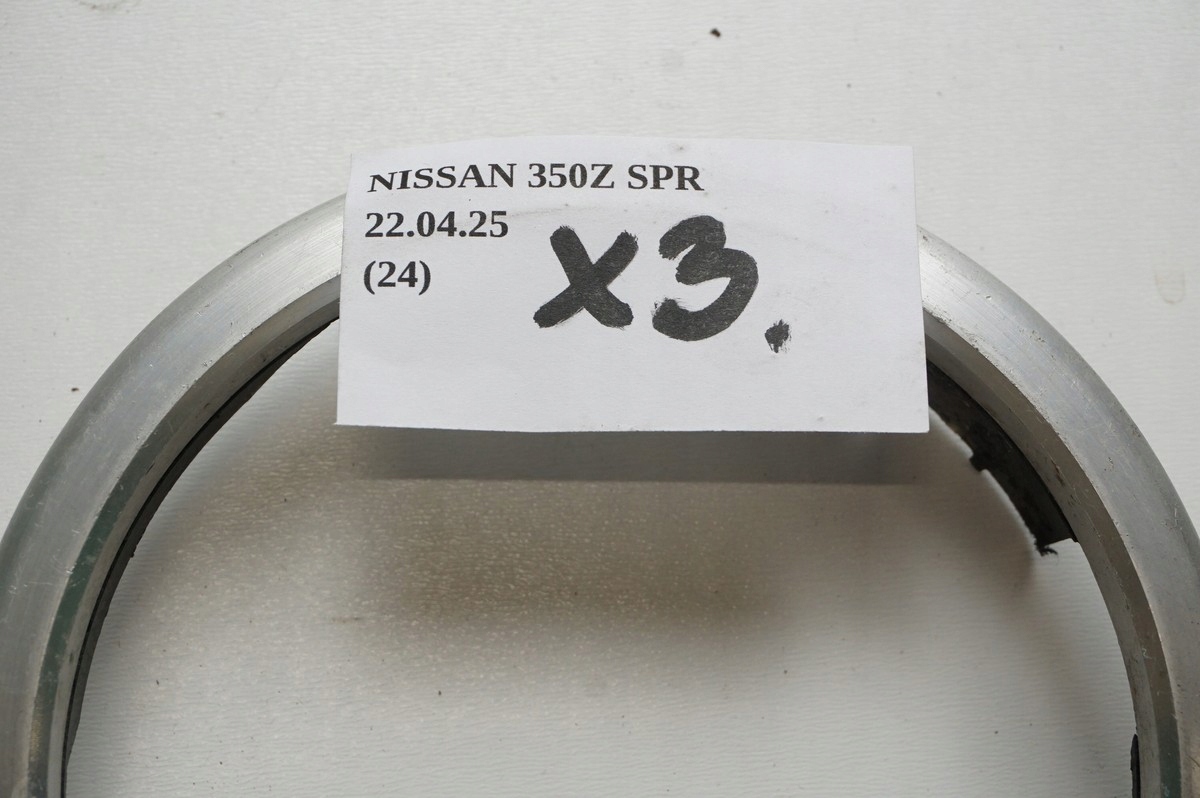 NISSAN 350Z SPR
22.04.25
(24)
X3.